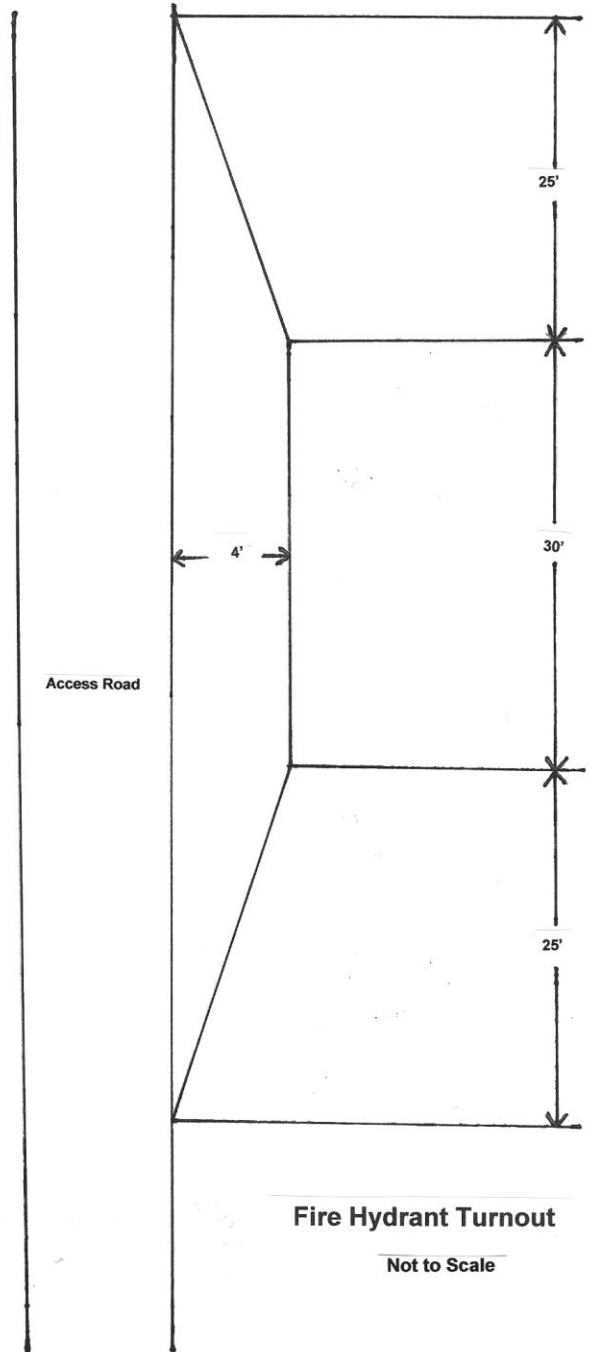 25'
4'
30'
Access Road
25'
Fire Hydrant Turnout
Not to Scale